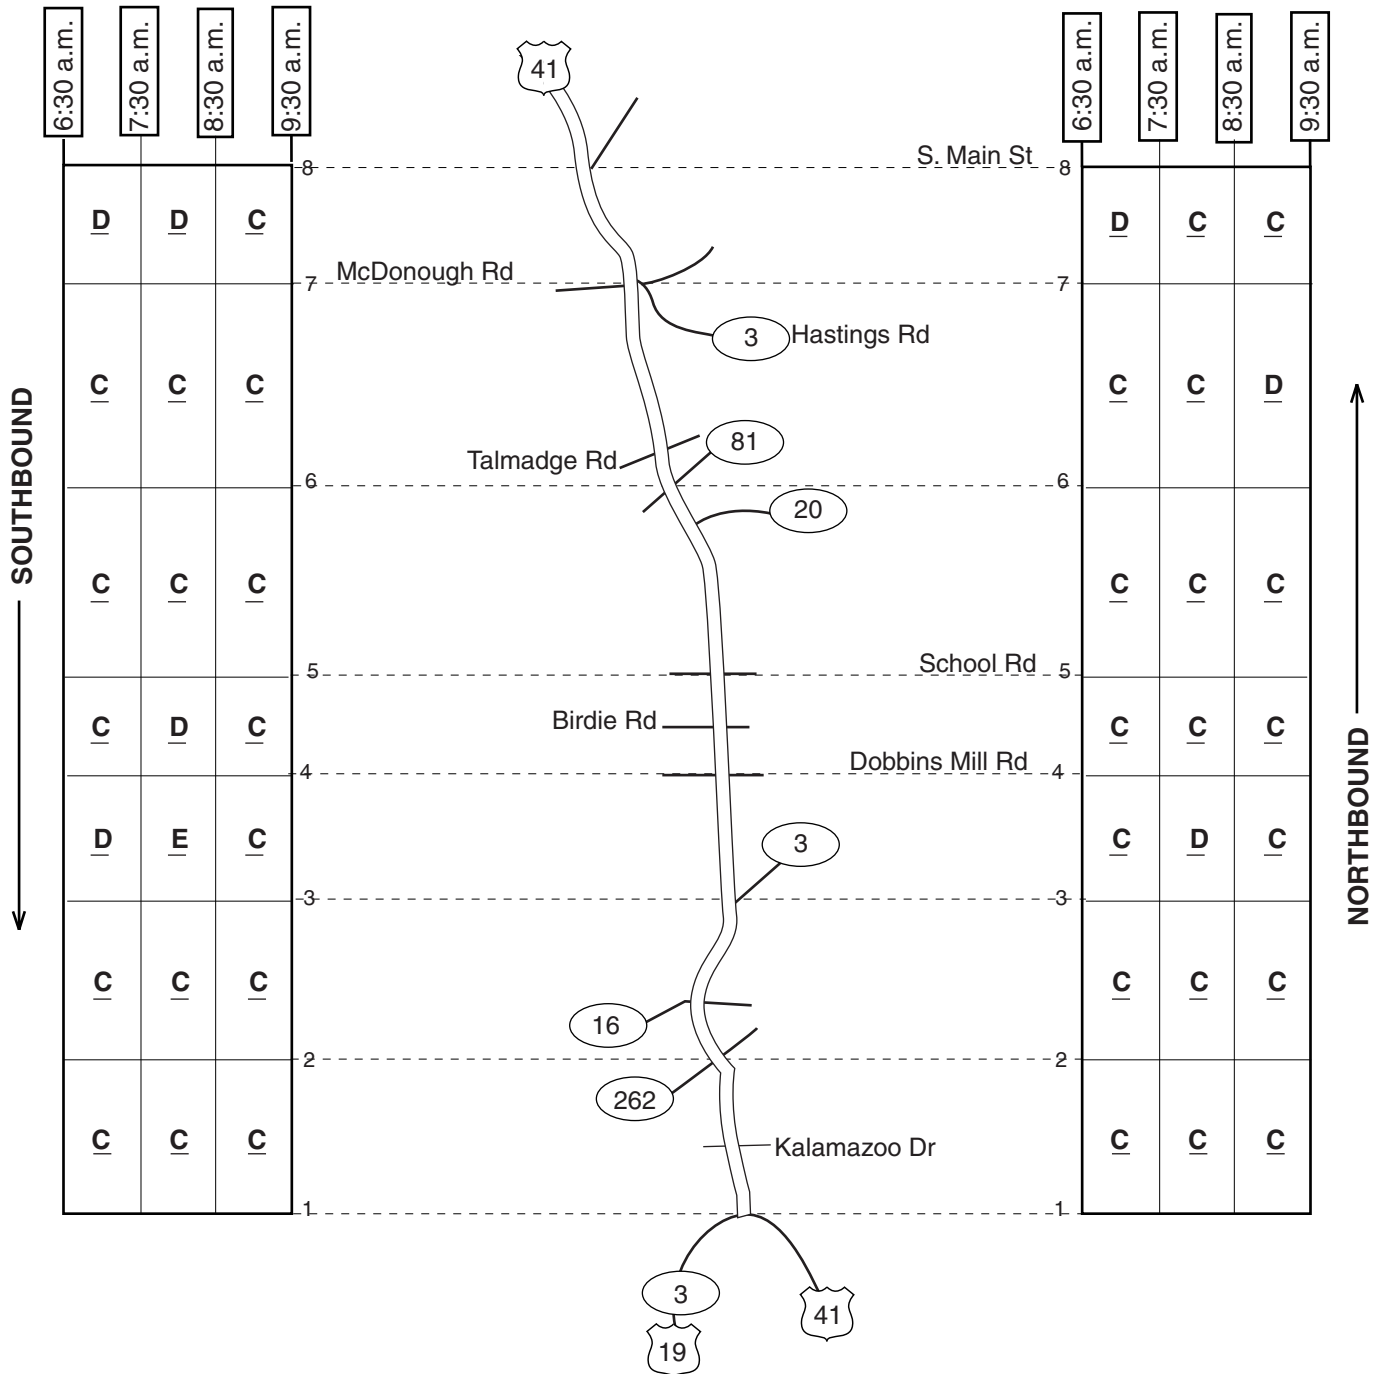 6:30 a.m. 7:30 a.m. 8:30 a.m. 9:30 a.m.
6:30 a.m. 7:30 a.m. 8:30 a.m. 9:30 a.m.
41
8 S. Main St 8
D D C D C C
7 McDonough Rd 7
3 Hastings Rd
C C C C C D
81
Talmadge Rd
6 6
20
SOUTHBOUND
NORTHBOUND
C C C C C C
5 School Rd 5
Birdie Rd
C D C C C C
4 Dobbins Mill Rd 4
D E C C D C
3
3 3
C C C C C C
16
2 2
262
C C C C C C
Kalamazoo Dr
1 1
3
41
19